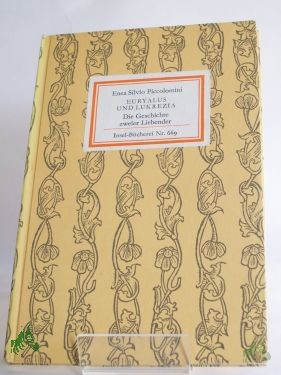 Enea Silvio Piccolomini
EURYALUS
UND LUKREZIA
Die Geschichte
zweier Liebender
Insel-Bücherei Nr. 669